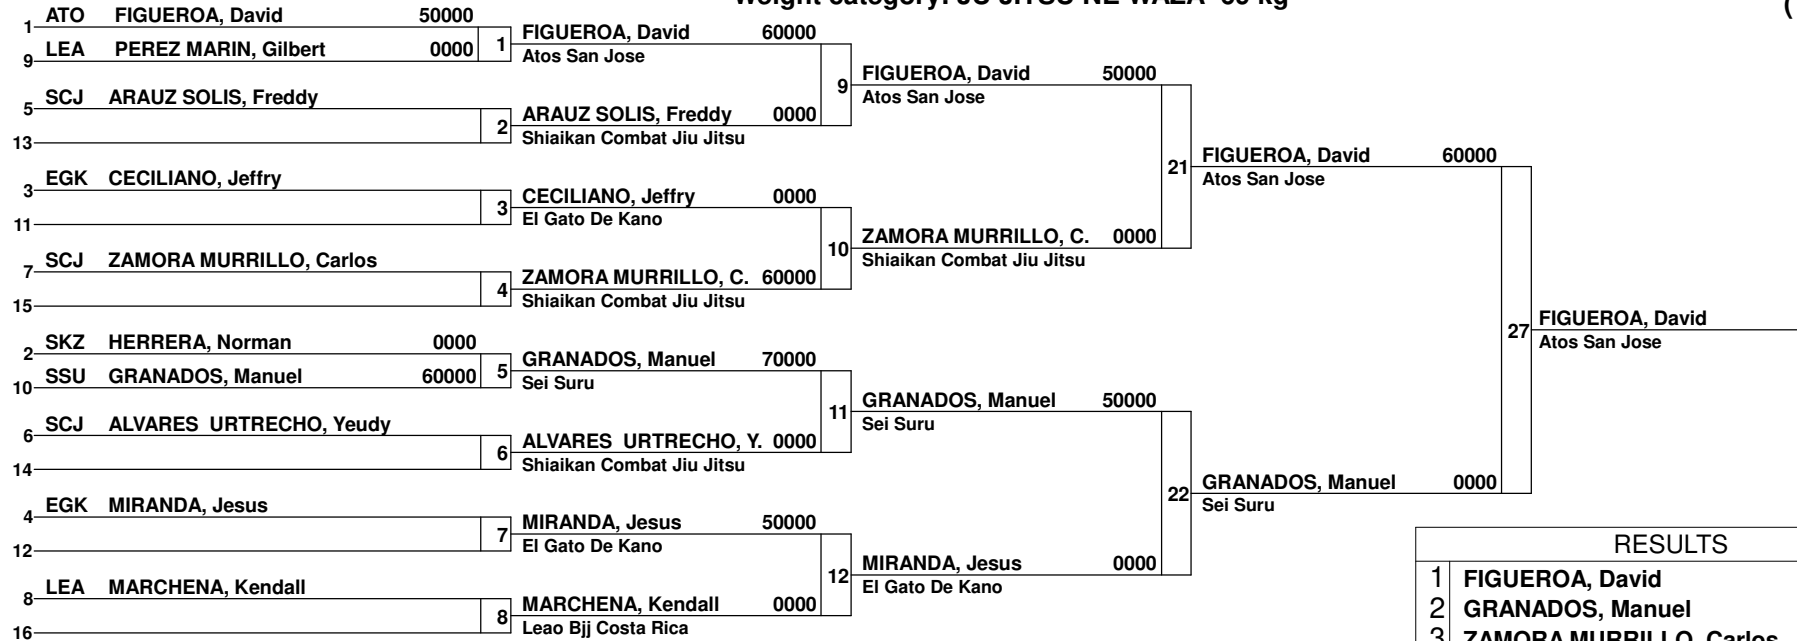 (
1 ATO FIGUEROA, David 50000
9 LEA PEREZ MARIN, Gilbert 0000
1
5 SCJ ARAUZ SOLIS, Freddy
13
2
3 EGK CECILIANO, Jeffry
11
3
7 SCJ ZAMORA MURRILLO, Carlos
15
4
2 SKZ HERRERA, Norman 0000
10 SSU GRANADOS, Manuel 60000
5
6 SCJ ALVARES URTRECHO, Yeudy
14
6
4 EGK MIRANDA, Jesus
12
7
8 LEA MARCHENA, Kendall
16
8
FIGUEROA, David 60000
Atos San Jose
9
ARAUZ SOLIS, Freddy 0000
Shiaikan Combat Jiu Jitsu
CECILIANO, Jeffry 0000
El Gato De Kano
10
ZAMORA MURRILLO, C. 60000
Shiaikan Combat Jiu Jitsu
GRANADOS, Manuel 70000
Sei Suru
11
ALVARES URTRECHO, Y. 0000
Shiaikan Combat Jiu Jitsu
MIRANDA, Jesus 50000
El Gato De Kano
12
MARCHENA, Kendall 0000
Leao Bjj Costa Rica
FIGUEROA, David 50000
Atos San Jose
21
ZAMORA MURRILLO, C. 0000
Shiaikan Combat Jiu Jitsu
GRANADOS, Manuel 50000
Sei Suru
22
MIRANDA, Jesus 0000
El Gato De Kano
FIGUEROA, David 60000
Atos San Jose
27
GRANADOS, Manuel 0000
Sei Suru
FIGUEROA, David
Atos San Jose
RESULTS
1 FIGUEROA, David
2 GRANADOS, Manuel
3 ZAMORA MURRILLO, Carlos